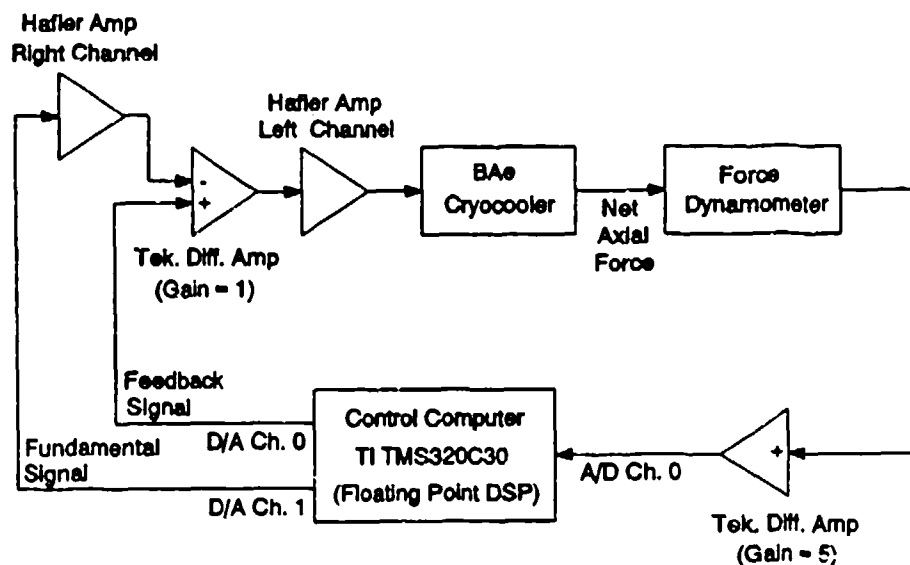 Hafler Amp
Right Channel
Hafler Amp
Left Channel
-
+
Tek. Diff. Amp
(Gain = 1)
BAe
Cryocooler
Net
Axial
Force
Force
Dynamometer
Feedback
Signal
D/A Ch. 0
Fundamental
Signal
D/A Ch. 1
Control Computer
TI TMS320C30
(Floating Point DSP)
A/D Ch. 0
+
Tek. Diff. Amp
(Gain = 5)